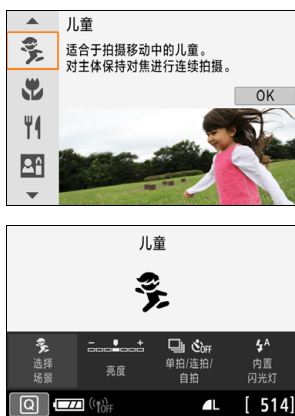 儿童
适合于拍摄移动中的儿童。
对主体保持对焦进行连续拍摄。
OK
儿童
选择
场景
亮度
OFF
单拍/连拍/
自拍
A
内置
闪光灯
Q
OFF
L
[ 514]